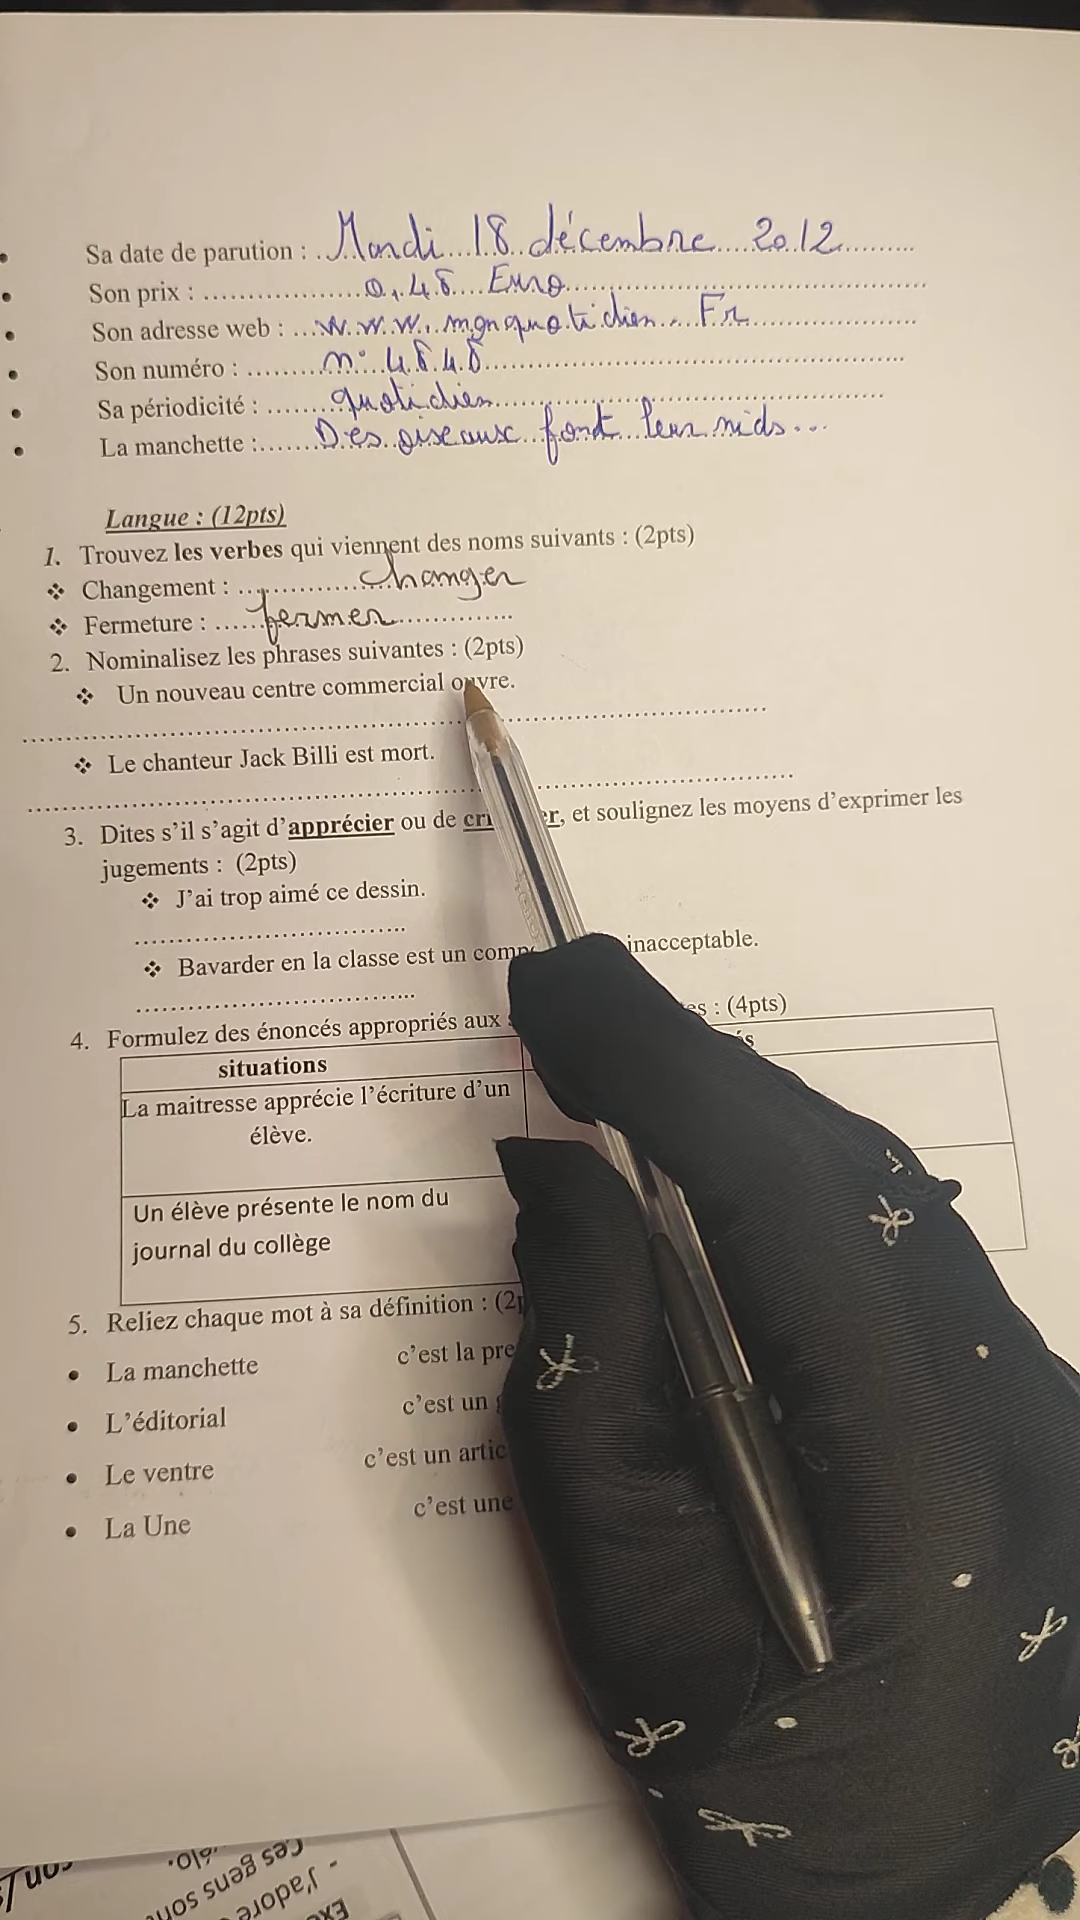 Sa date de parution : Mardi 18 décembre 2012
Son prix : 0,48 Euro
Son adresse web : www.monquotidien.Fr
Son numéro : n° 4848
Sa périodicité : quotidien
La manchette : Des oiseaux font leur nids...
Langue : (12pts)
1. Trouvez les verbes qui viennent des noms suivants : (2pts)
❖ Changement : changer
❖ Fermeture : fermer
2. Nominalisez les phrases suivantes : (2pts)
❖ Un nouveau centre commercial ouvre.
❖ Le chanteur Jack Billi est mort.
3. Dites s'il s'agit d'apprécier ou de cri er, et soulignez les moyens d'exprimer les
jugements : (2pts)
❖ J'ai trop aimé ce dessin.
❖ Bavarder en la classe est un comp inacceptable.
4. Formulez des énoncés appropriés aux es : (4pts)
situations
La maitresse apprécie l'écriture d'un
élève.
Un élève présente le nom du
journal du collège
5. Reliez chaque mot à sa définition : (2p
• La manchette c'est la pre
• L'éditorial c'est un
• Le ventre c'est un artic
• La Une c'est une
J'adore
ces gens